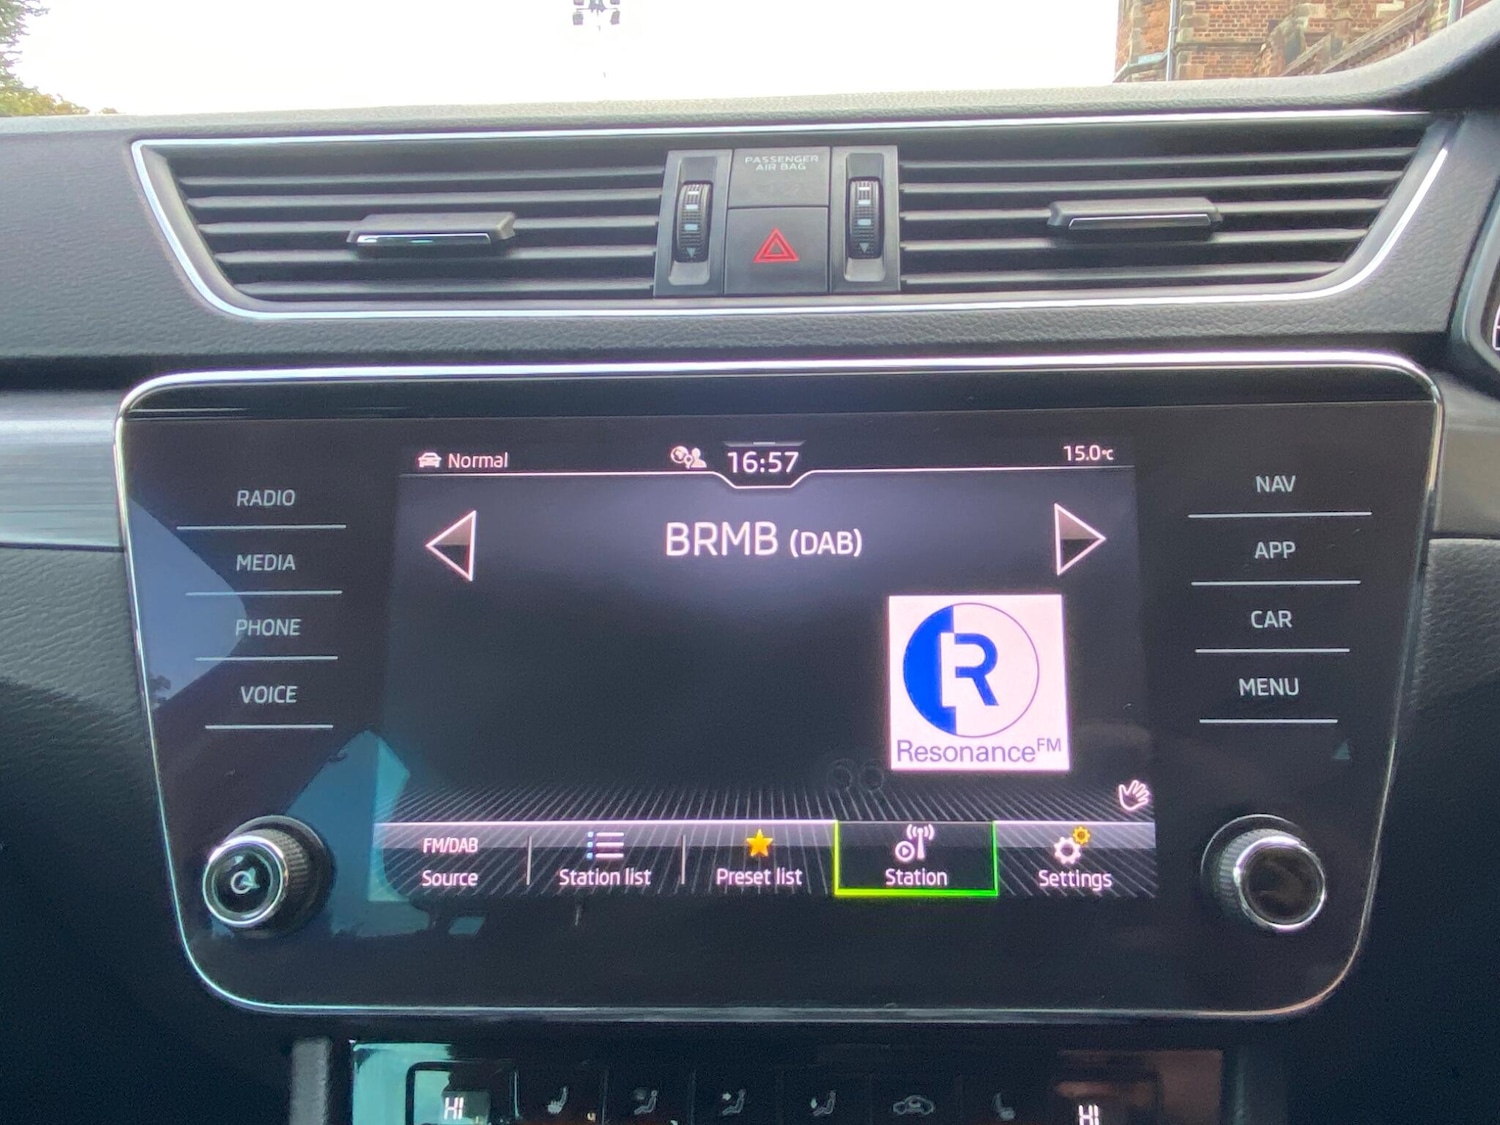 PASSENGER
AIR BAG
Normal
16:57
15.0°C
RADIO
MEDIA
PHONE
VOICE
BRMB (DAB)
R
Resonance FM
NAV
APP
CAR
MENU
FM/DAB
Source
Station list
Preset list
Station
Settings
HI
HI